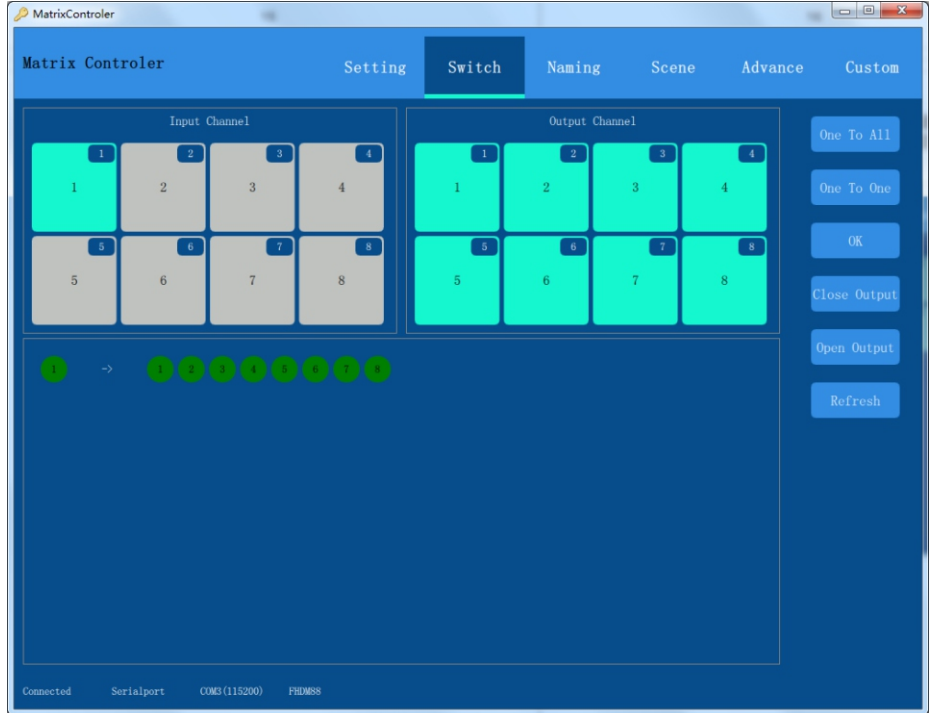 MatrixControler
Matrix Controler
Setting Switch Naming Scene Advance Custom
Input Channel
1 2 3 4
1 2 3 4
5 6 7 8
5 6 7 8
Output Channel
1 2 3 4
1 2 3 4
5 6 7 8
5 6 7 8
One To All
One To One
OK
Close Output
Open Output
Refresh
1 -> 1 2 3 4 5 6 7 8
Connected Serialport COM3(115200) FHDM88